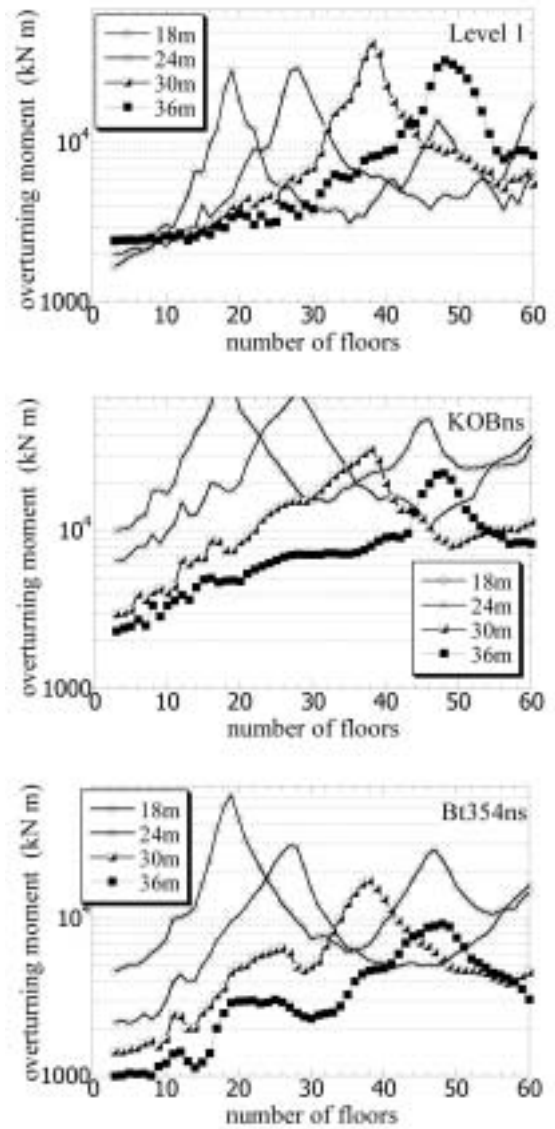 Level 1
18m
24m
30m
36m
overturning moment (kN m)
10⁴
1000
0 10 20 30 40 50 60
number of floors
KOBns
overturning moment (kN m)
10⁴
1000
0 10 20 30 40 50 60
number of floors
18m
24m
30m
36m
Bt354ns
18m
24m
30m
36m
overturning moment (kN m)
10⁴
1000
0 10 20 30 40 50 60
number of floors